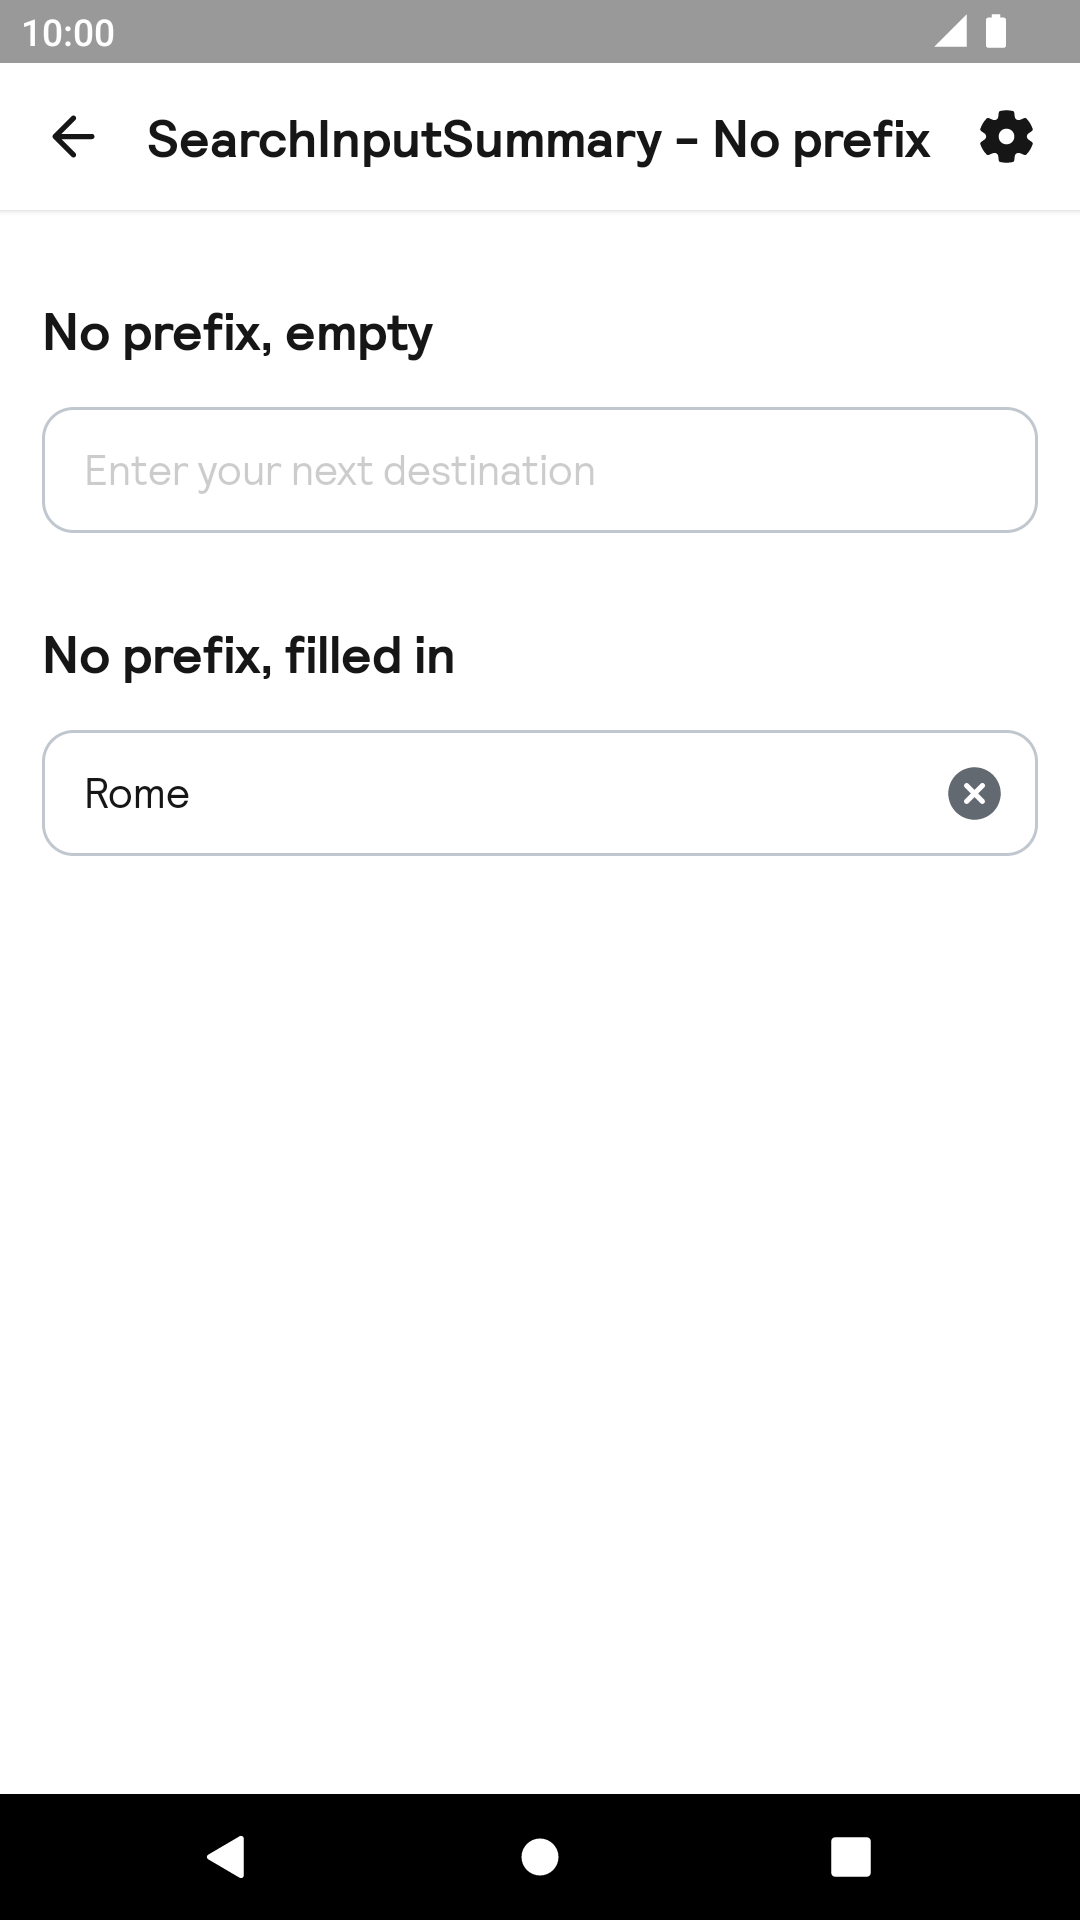 10:00
SearchInputSummary - No prefix
No prefix, empty
Enter your next destination
No prefix, filled in
Rome